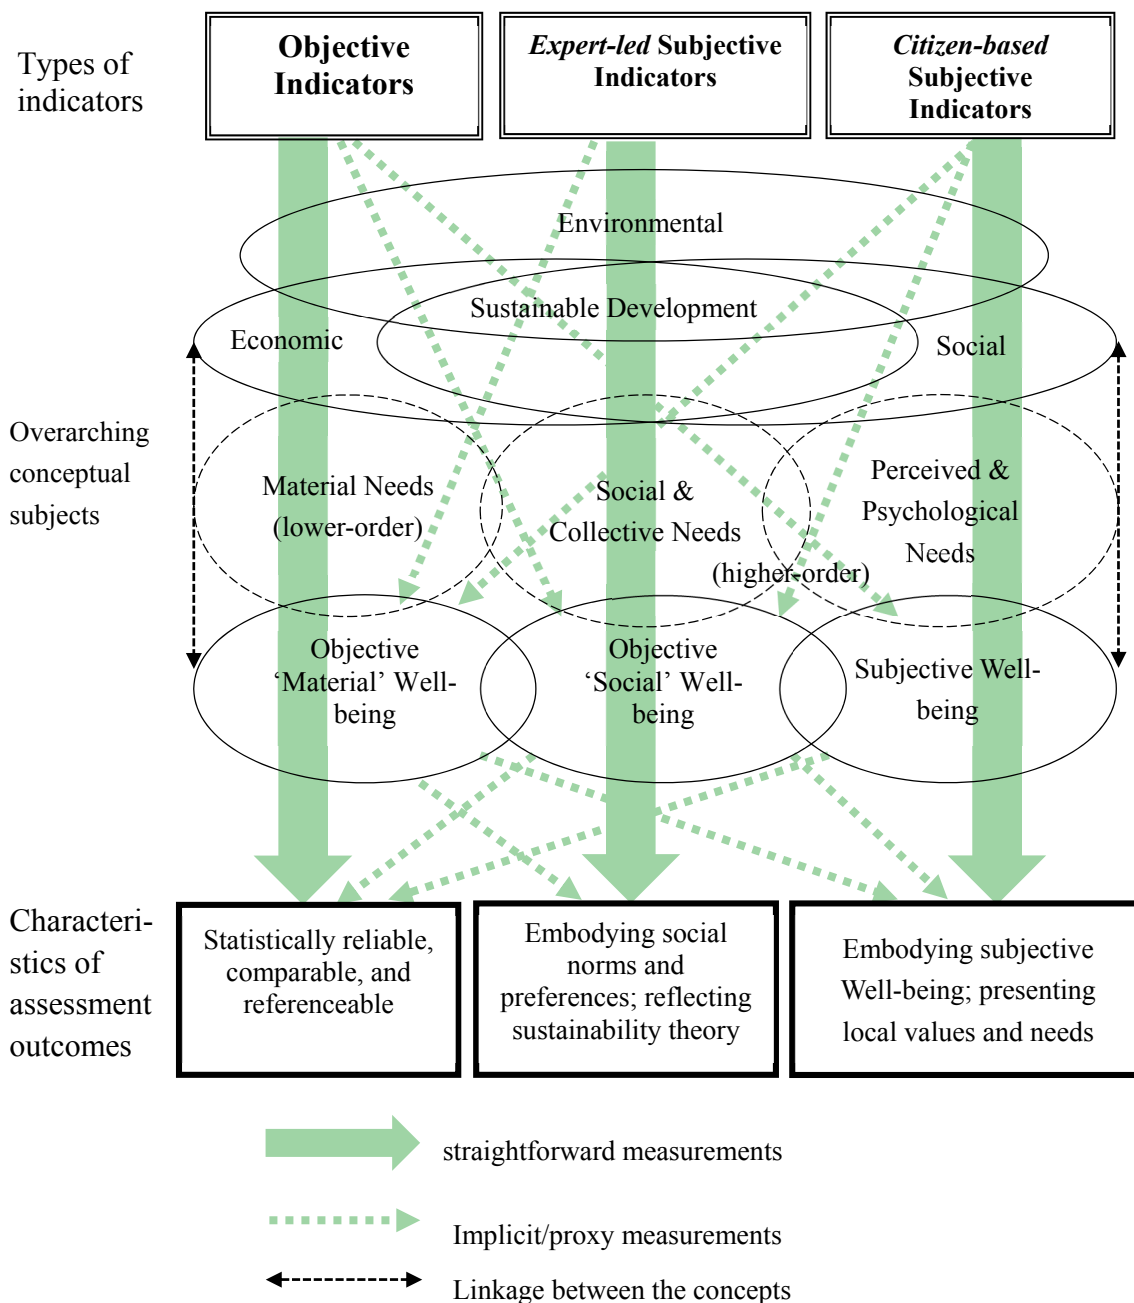 Types of
indicators
Objective
Indicators
Expert-led Subjective
Indicators
Citizen-based
Subjective
Indicators
Environmental
Sustainable Development
Economic
Social
Overarching
conceptual
subjects
Material Needs
(lower-order)
Social &
Collective Needs
(higher-order)
Perceived &
Psychological
Needs
Objective
‘Material’ Well-
being
Objective
‘Social’ Well-
being
Subjective Well-
being
Characteri-
stics of
assessment
outcomes
Statistically reliable,
comparable, and
referenceable
Embodying social
norms and
preferences; reflecting
sustainability theory
Embodying subjective
Well-being; presenting
local values and needs
straightforward measurements
Implicit/proxy measurements
Linkage between the concepts